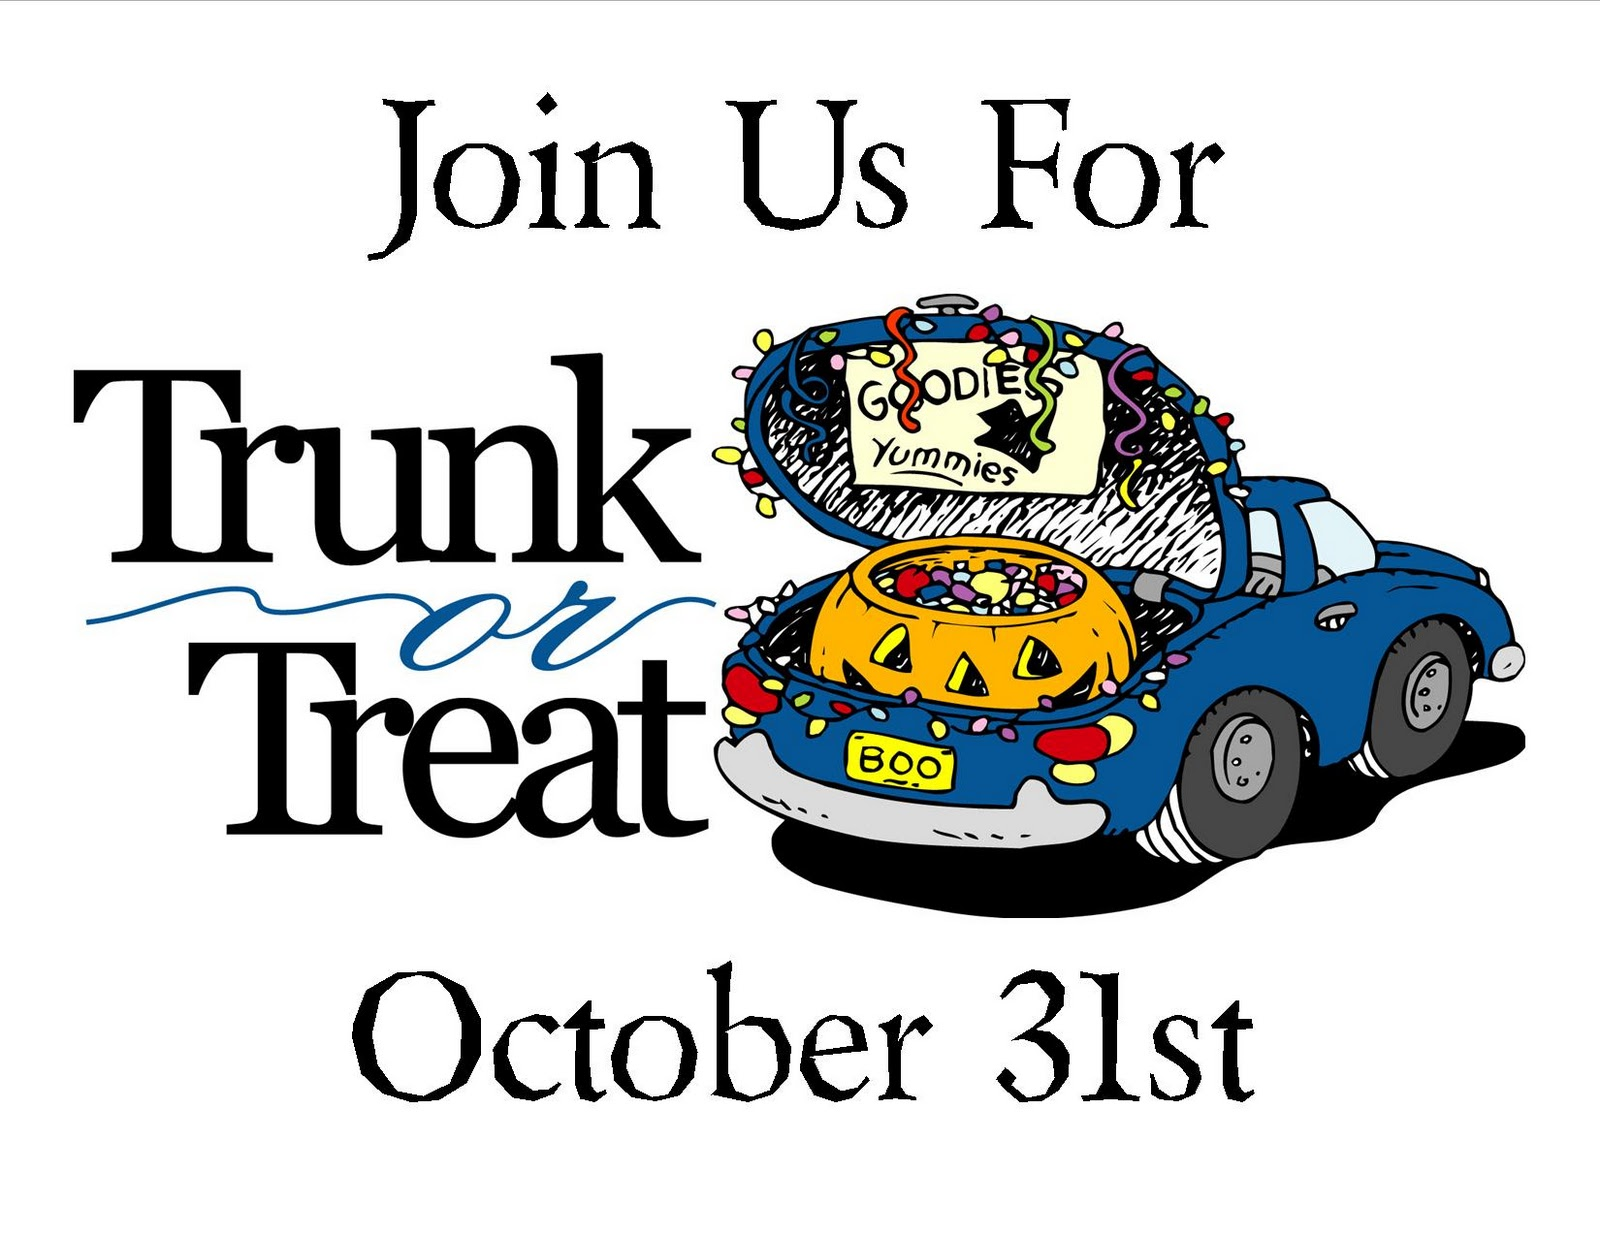 Join Us For
GOODIES
Yummies
Trunk
or
Treat
BOO
October 31st